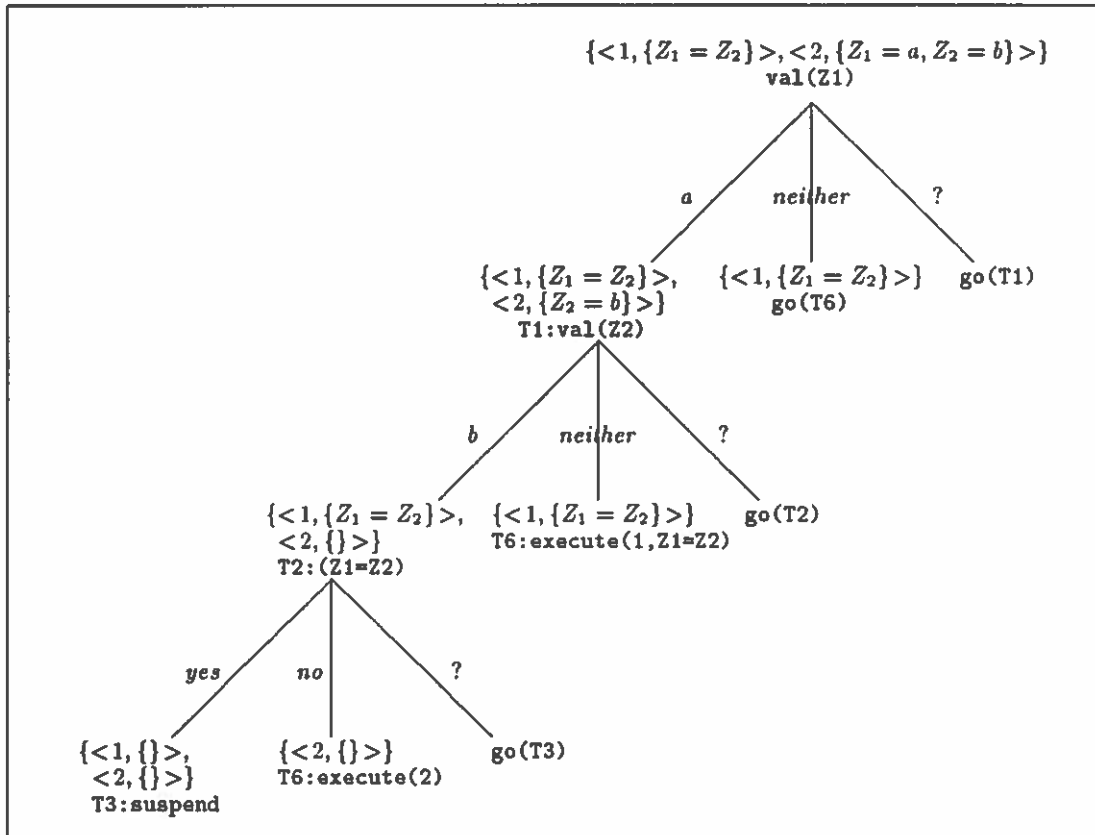 {<1, {Z₁ = Z₂}>, <2, {Z₁ = a, Z₂ = b}>}
val(Z1)
a
neither
?
{<1, {Z₁ = Z₂}>,
<2, {Z₂ = b}>}
T1:val(Z2)
{<1, {Z₁ = Z₂}>}
go(T6)
go(T1)
b
neither
?
{<1, {Z₁ = Z₂}>,
<2, {}>}
T2:(Z1=Z2)
{<1, {Z₁ = Z₂}>}
T6:execute(1,Z1=Z2)
go(T2)
yes
no
?
{<1, {}>,
<2, {}>}
T3:suspend
{<2, {}>}
T6:execute(2)
go(T3)